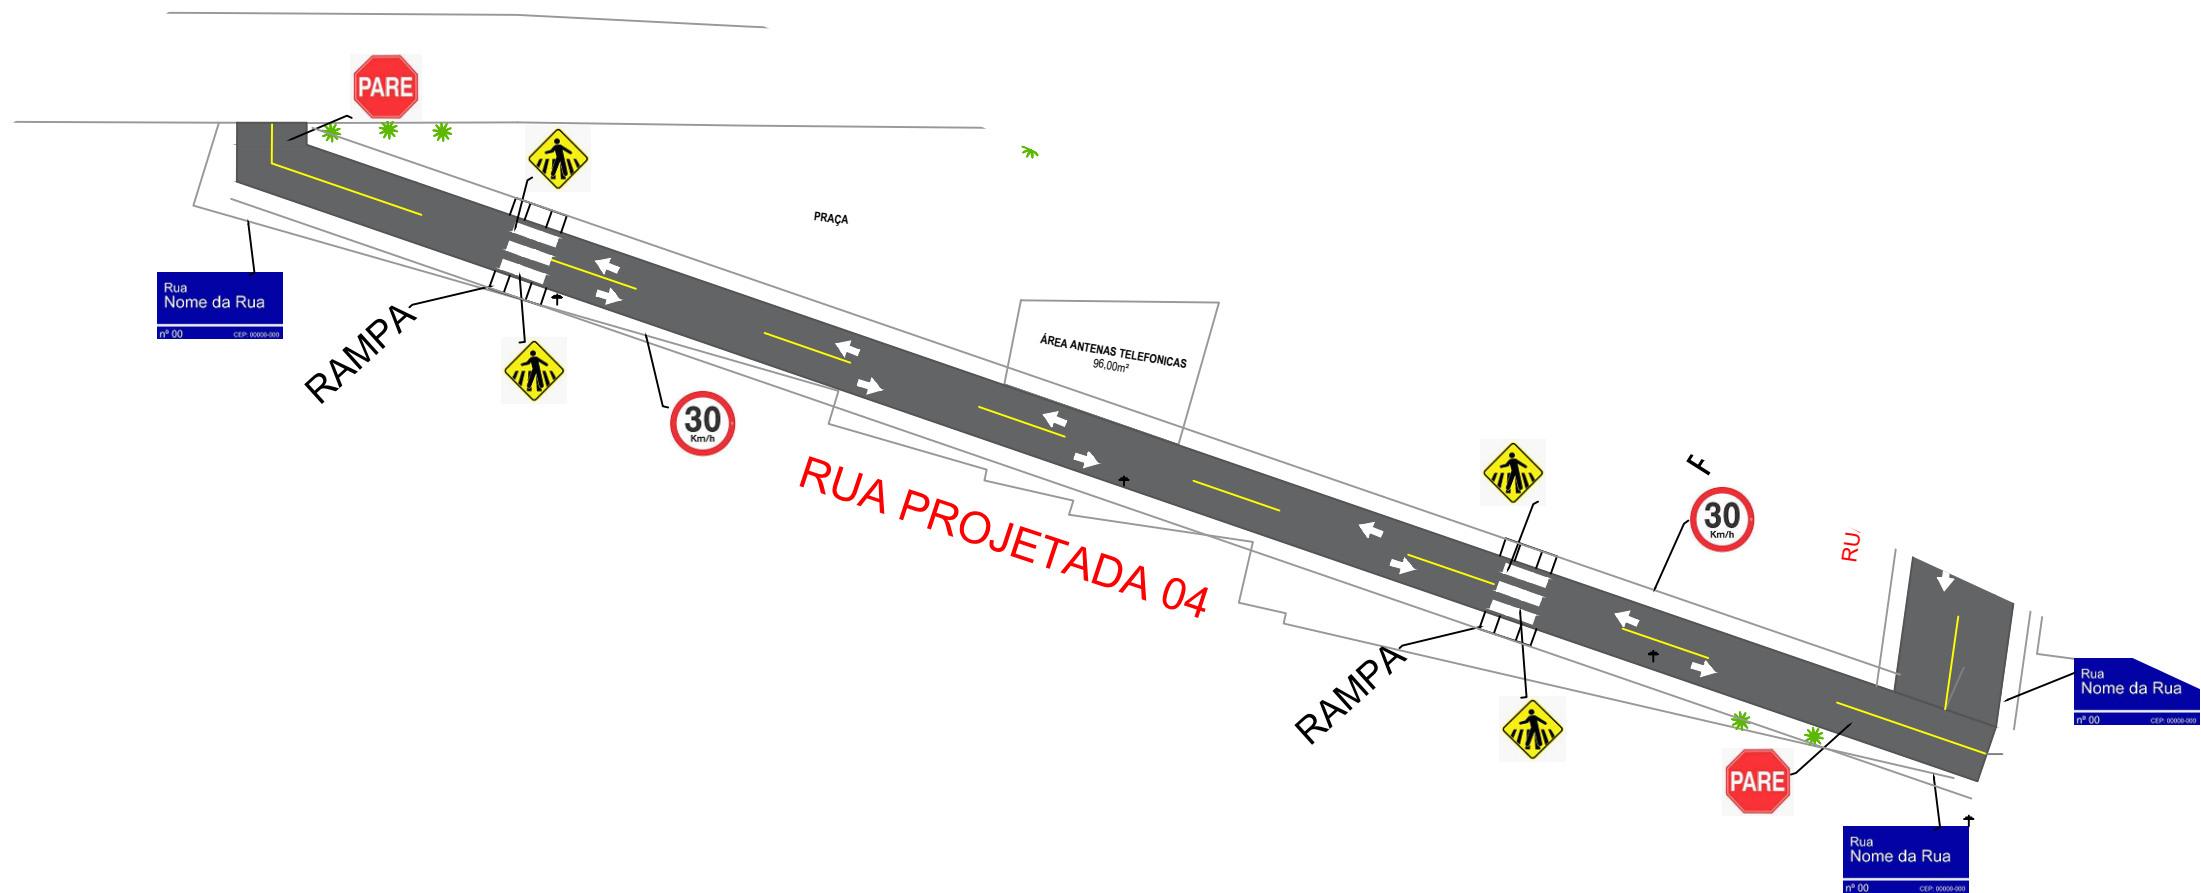 PARE
PRAÇA
Rua
Nome da Rua
nº 00
CEP: 00000-000
RAMPA
ÁREA ANTENAS TELEFONICAS
96,00m²
30
Km/h
RUA PROJETADA 04
F
30
Km/h
RU
RAMPA
Rua
Nome da Rua
nº 00
CEP: 00000-000
PARE
Rua
Nome da Rua
nº 00
CEP: 00000-000